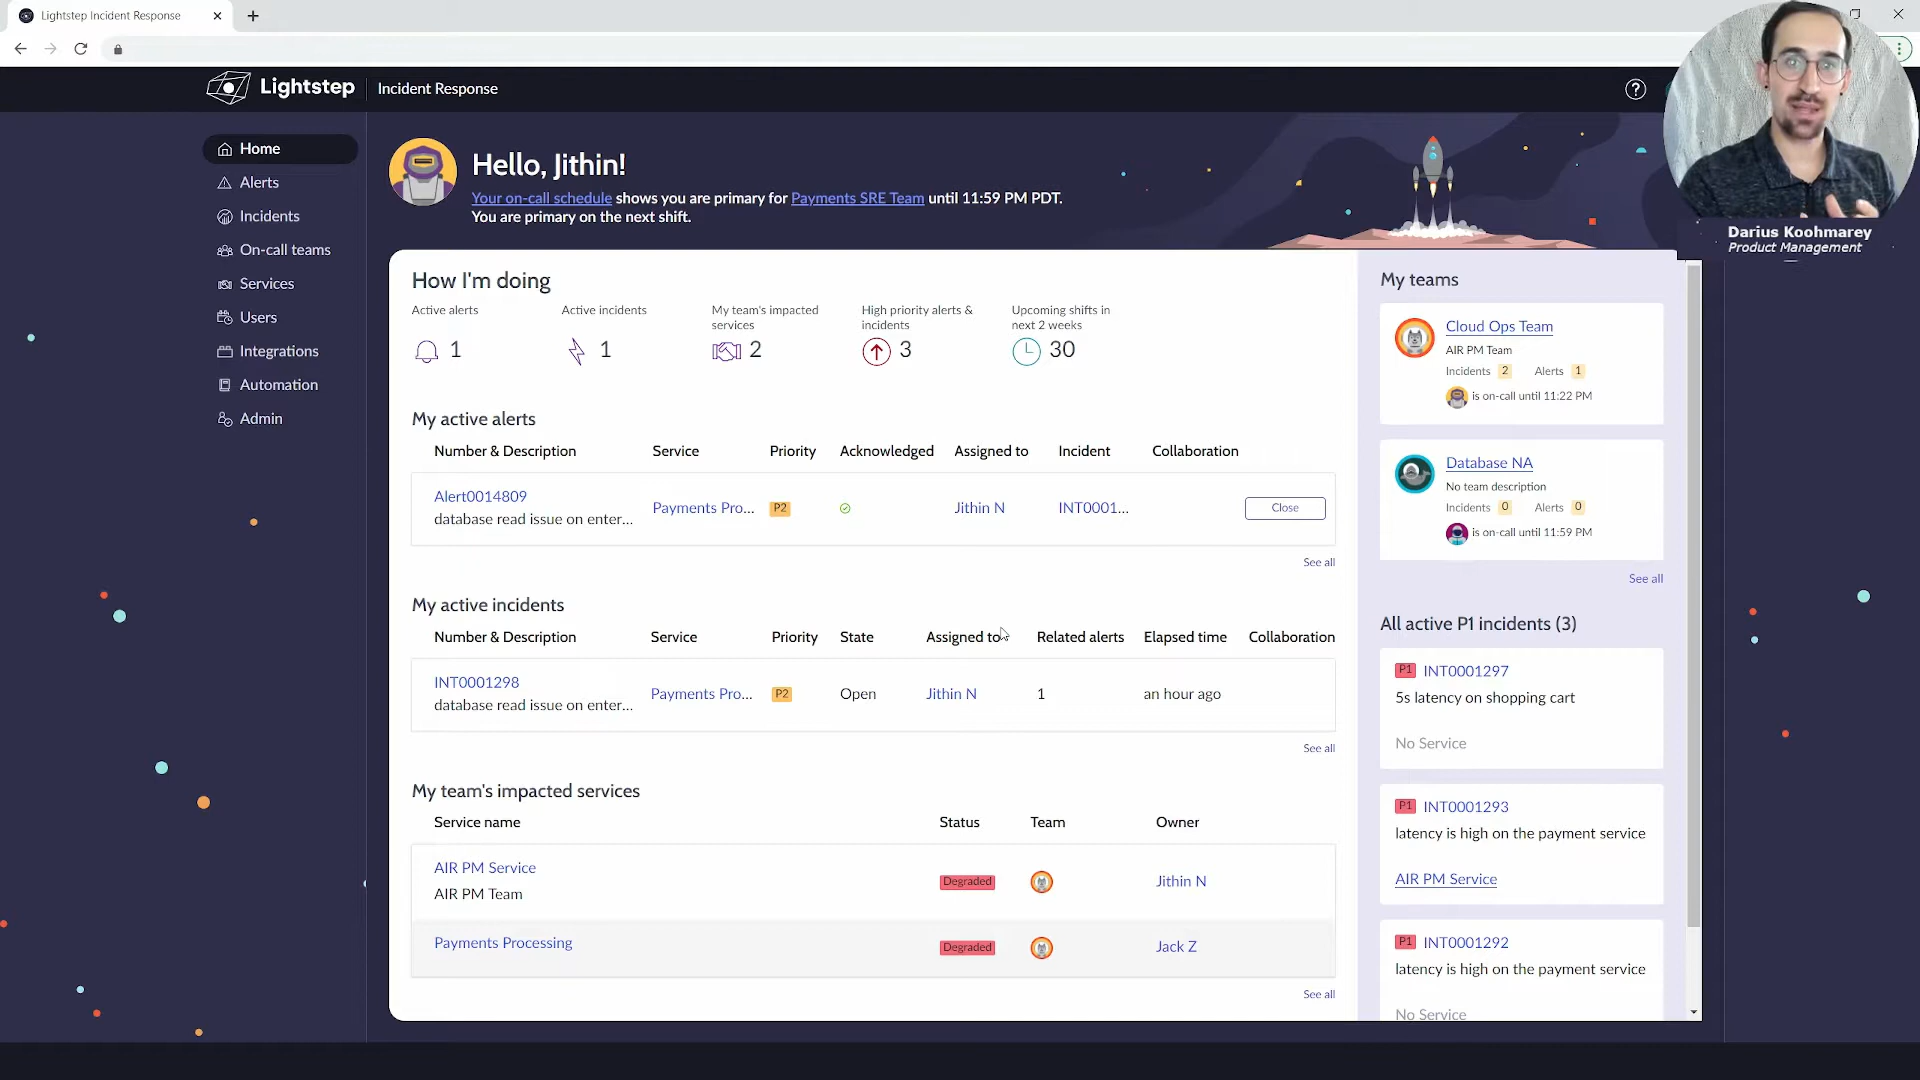 Lightstep Incident Response
Lightstep
Incident Response
Darius Koohmarey
Product Management
Home
Alerts
Incidents
On-call teams
Services
Users
Integrations
Automation
Admin
Hello, Jithin!
Your on-call schedule shows you are primary for Payments SRE Team until 11:59 PM PDT.
You are primary on the next shift.
How I'm doing
Active alerts
1
Active incidents
1
My team's impacted
services
2
High priority alerts &
incidents
3
Upcoming shifts in
next 2 weeks
30
My active alerts
Number & Description Service Priority Acknowledged Assigned to Incident Collaboration
Alert0014809
database read issue on enter...
Payments Pro... P2 Jithin N INT0001... Close
See all
My active incidents
Number & Description Service Priority State Assigned to Related alerts Elapsed time Collaboration
INT0001298
database read issue on enter...
Payments Pro... P2 Open Jithin N 1 an hour ago
See all
My team's impacted services
Service name Status Team Owner
AIR PM Service
AIR PM Team
Degraded Jithin N
Payments Processing Degraded Jack Z
See all
My teams
Cloud Ops Team
AIR PM Team
Incidents 2 Alerts 1
is on-call until 11:22 PM
Database NA
No team description
Incidents 0 Alerts 0
is on-call until 11:59 PM
See all
All active P1 incidents (3)
P1 INT0001297
5s latency on shopping cart
No Service
P1 INT0001293
latency is high on the payment service
AIR PM Service
P1 INT0001292
latency is high on the payment service
No Service